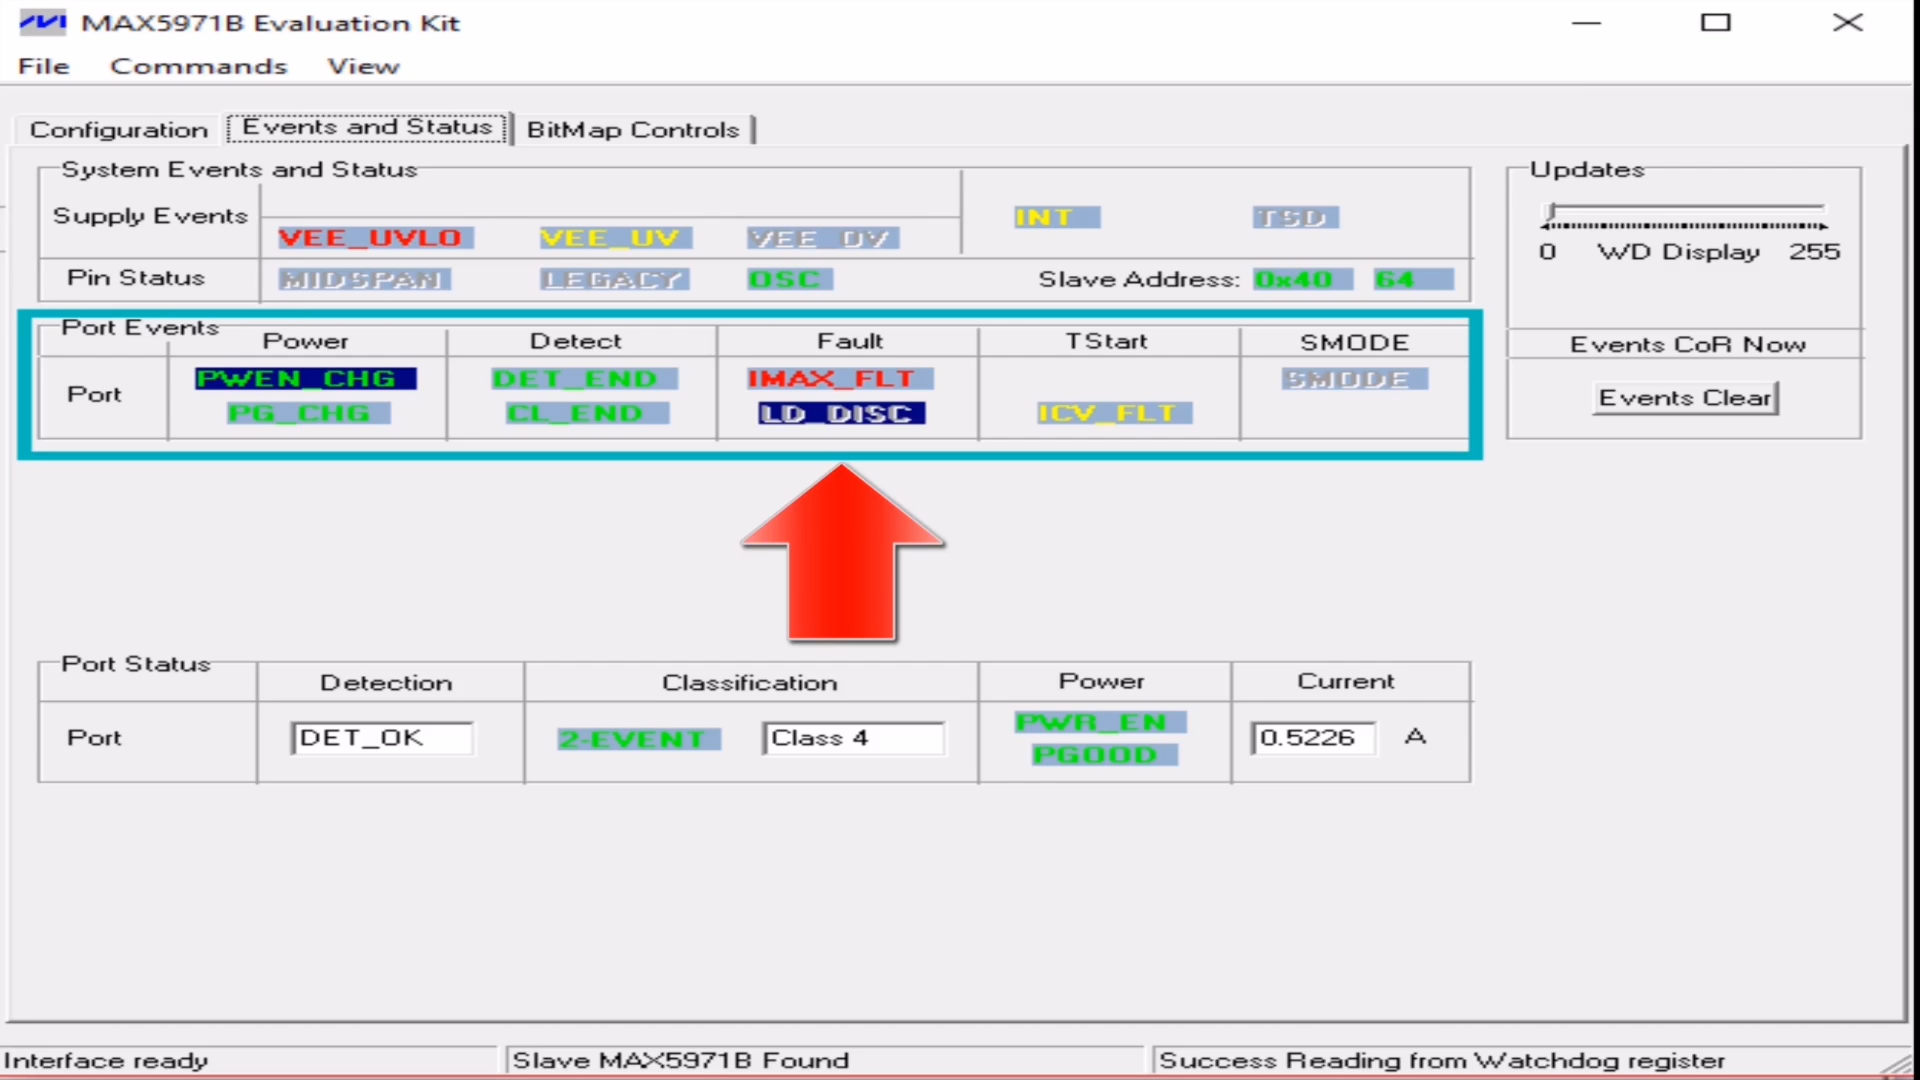 MAX5971B Evaluation Kit
File Commands View
Configuration Events and Status BitMap Controls
System Events and Status
Supply Events
VEE_UVLO VEE_UV VEE_OV INT TSD
Pin Status MIDSPAN LEGACY OSC Slave Address: 0x40 64
Updates
0 WD Display 255
Events CoR Now
Events Clear
Port Events
Power Detect Fault TStart SMODE
Port
PWEN_CHG DET_END IMAX_FLT SMODE
PG_CHG CL_END LD_DISC ICV_FLT
Port Status
Detection Classification Power Current
Port DET_OK 2-EVENT Class 4 PWR_EN 0.5226 A
PGOOD
Interface ready Slave MAX5971B Found Success Reading from Watchdog register